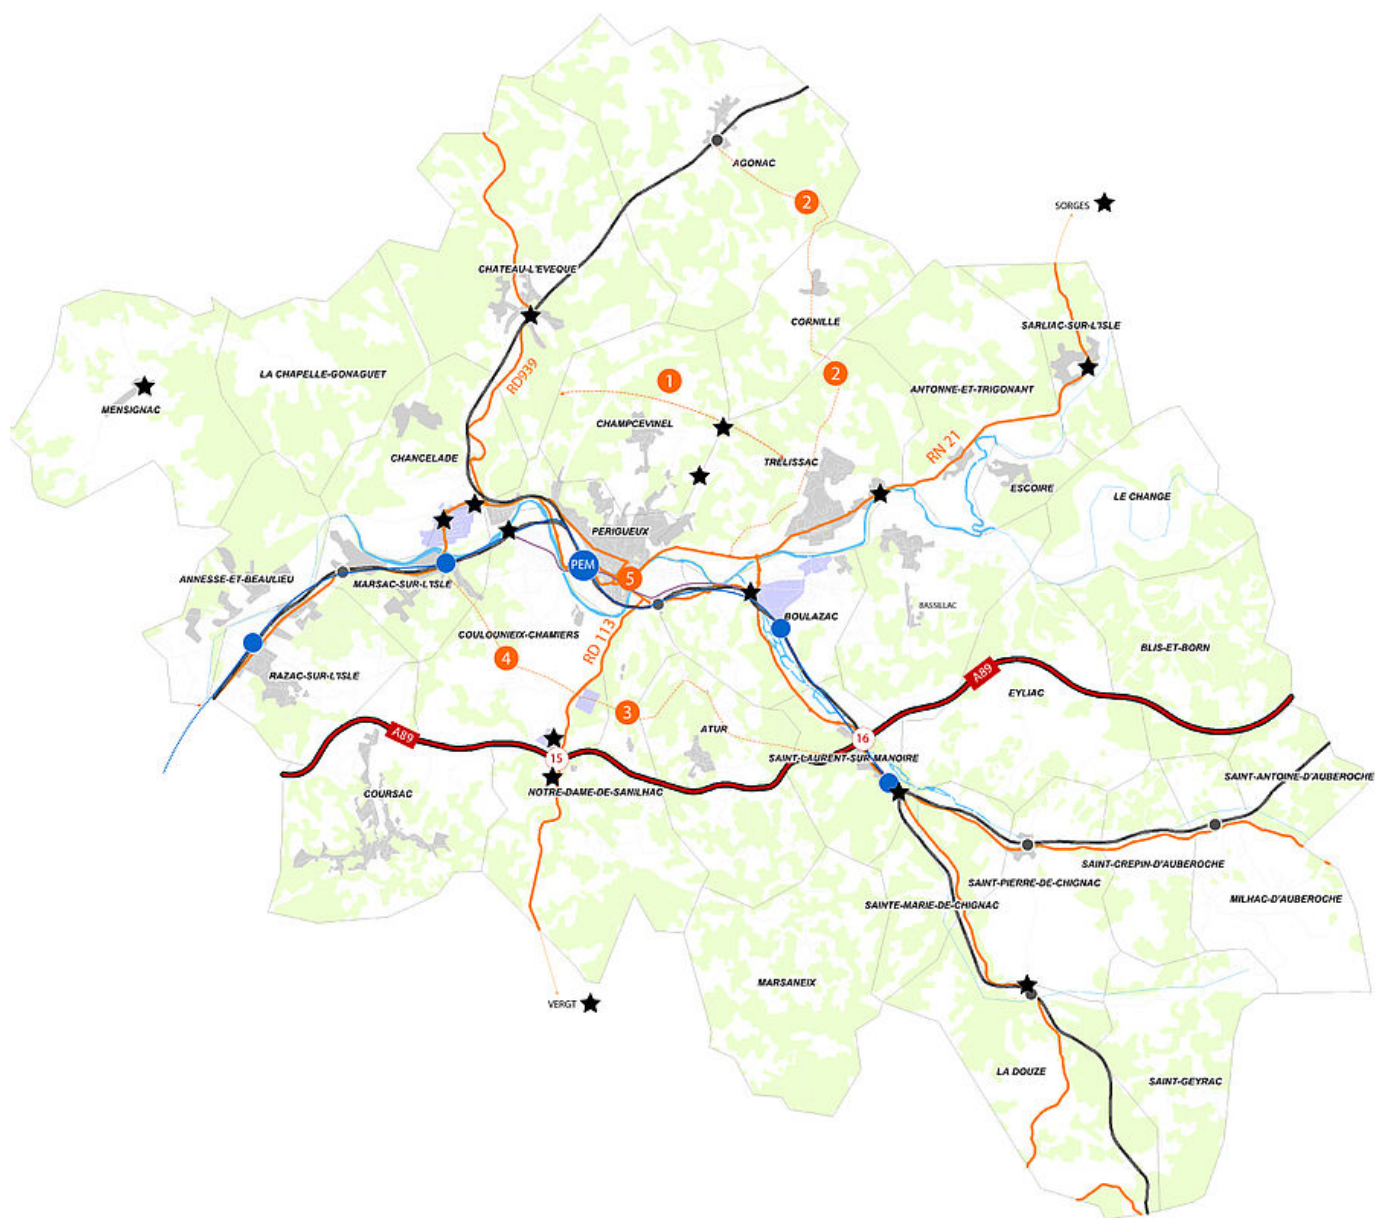 AGONAC
2
SORGES
CHATEAU-L'EVEQUE
CORNILLE
SARLIAC-SUR-L'ISLE
LA CHAPELLE-GONAGUET
RD939
1
2
ANTONNE-ET-TRIGONANT
MENSIGNAC
CHAMPCEVINEL
CHANCELADE
TRELISSAC
RN 21
ESCOIRE
LE CHANGE
PERIGUEUX
ANNESSE-ET-BEAULIEU
MARSAC-SUR-L'ISLE
PEM
5
BASSILLAC
BOULAZAC
COULOUNIEIX-CHAMIERS
RD 113
BLIS-ET-BORN
4
RAZAC-SUR-L'ISLE
A89
EYLIAC
3
ATUR
A89
16
15
SAINT-LAURENT-SUR-MANOIRE
SAINT-ANTOINE-D'AUBEROCHE
COURSAC
NOTRE-DAME-DE-SANILHAC
SAINT-CREPIN-D'AUBEROCHE
SAINT-PIERRE-DE-CHIGNAC
SAINTE-MARIE-DE-CHIGNAC
MILHAC-D'AUBEROCHE
MARSANEIX
VERGT
LA DOUZE
SAINT-GEYRAC